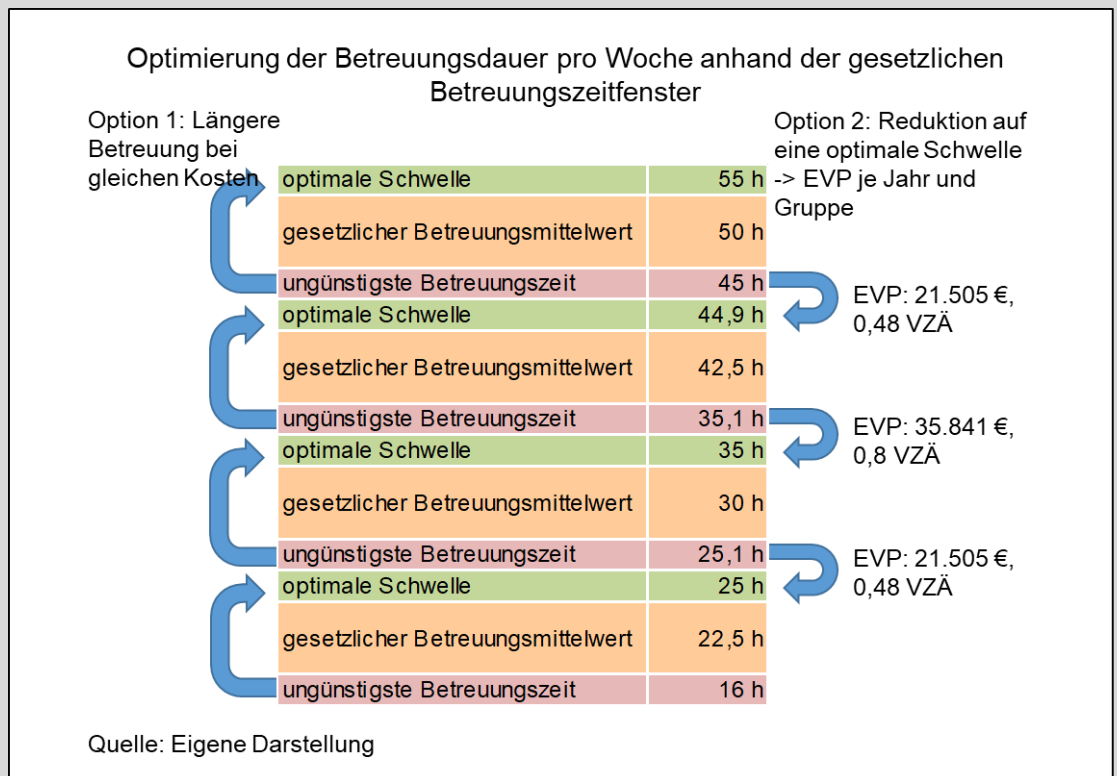 Optimierung der Betreuungsdauer pro Woche anhand der gesetzlichen
Betreuungszeitfenster
Option 1: Längere
Betreuung bei
gleichen Kosten
Option 2: Reduktion auf
eine optimale Schwelle
-> EVP je Jahr und
Gruppe
optimale Schwelle 55 h
gesetzlicher Betreuungsmittelwert 50 h
ungünstigste Betreuungszeit 45 h
optimale Schwelle 44,9 h
gesetzlicher Betreuungsmittelwert 42,5 h
ungünstigste Betreuungszeit 35,1 h
optimale Schwelle 35 h
gesetzlicher Betreuungsmittelwert 30 h
ungünstigste Betreuungszeit 25,1 h
optimale Schwelle 25 h
gesetzlicher Betreuungsmittelwert 22,5 h
ungünstigste Betreuungszeit 16 h
EVP: 21.505 €,
0,48 VZÄ
EVP: 35.841 €,
0,8 VZÄ
EVP: 21.505 €,
0,48 VZÄ
Quelle: Eigene Darstellung